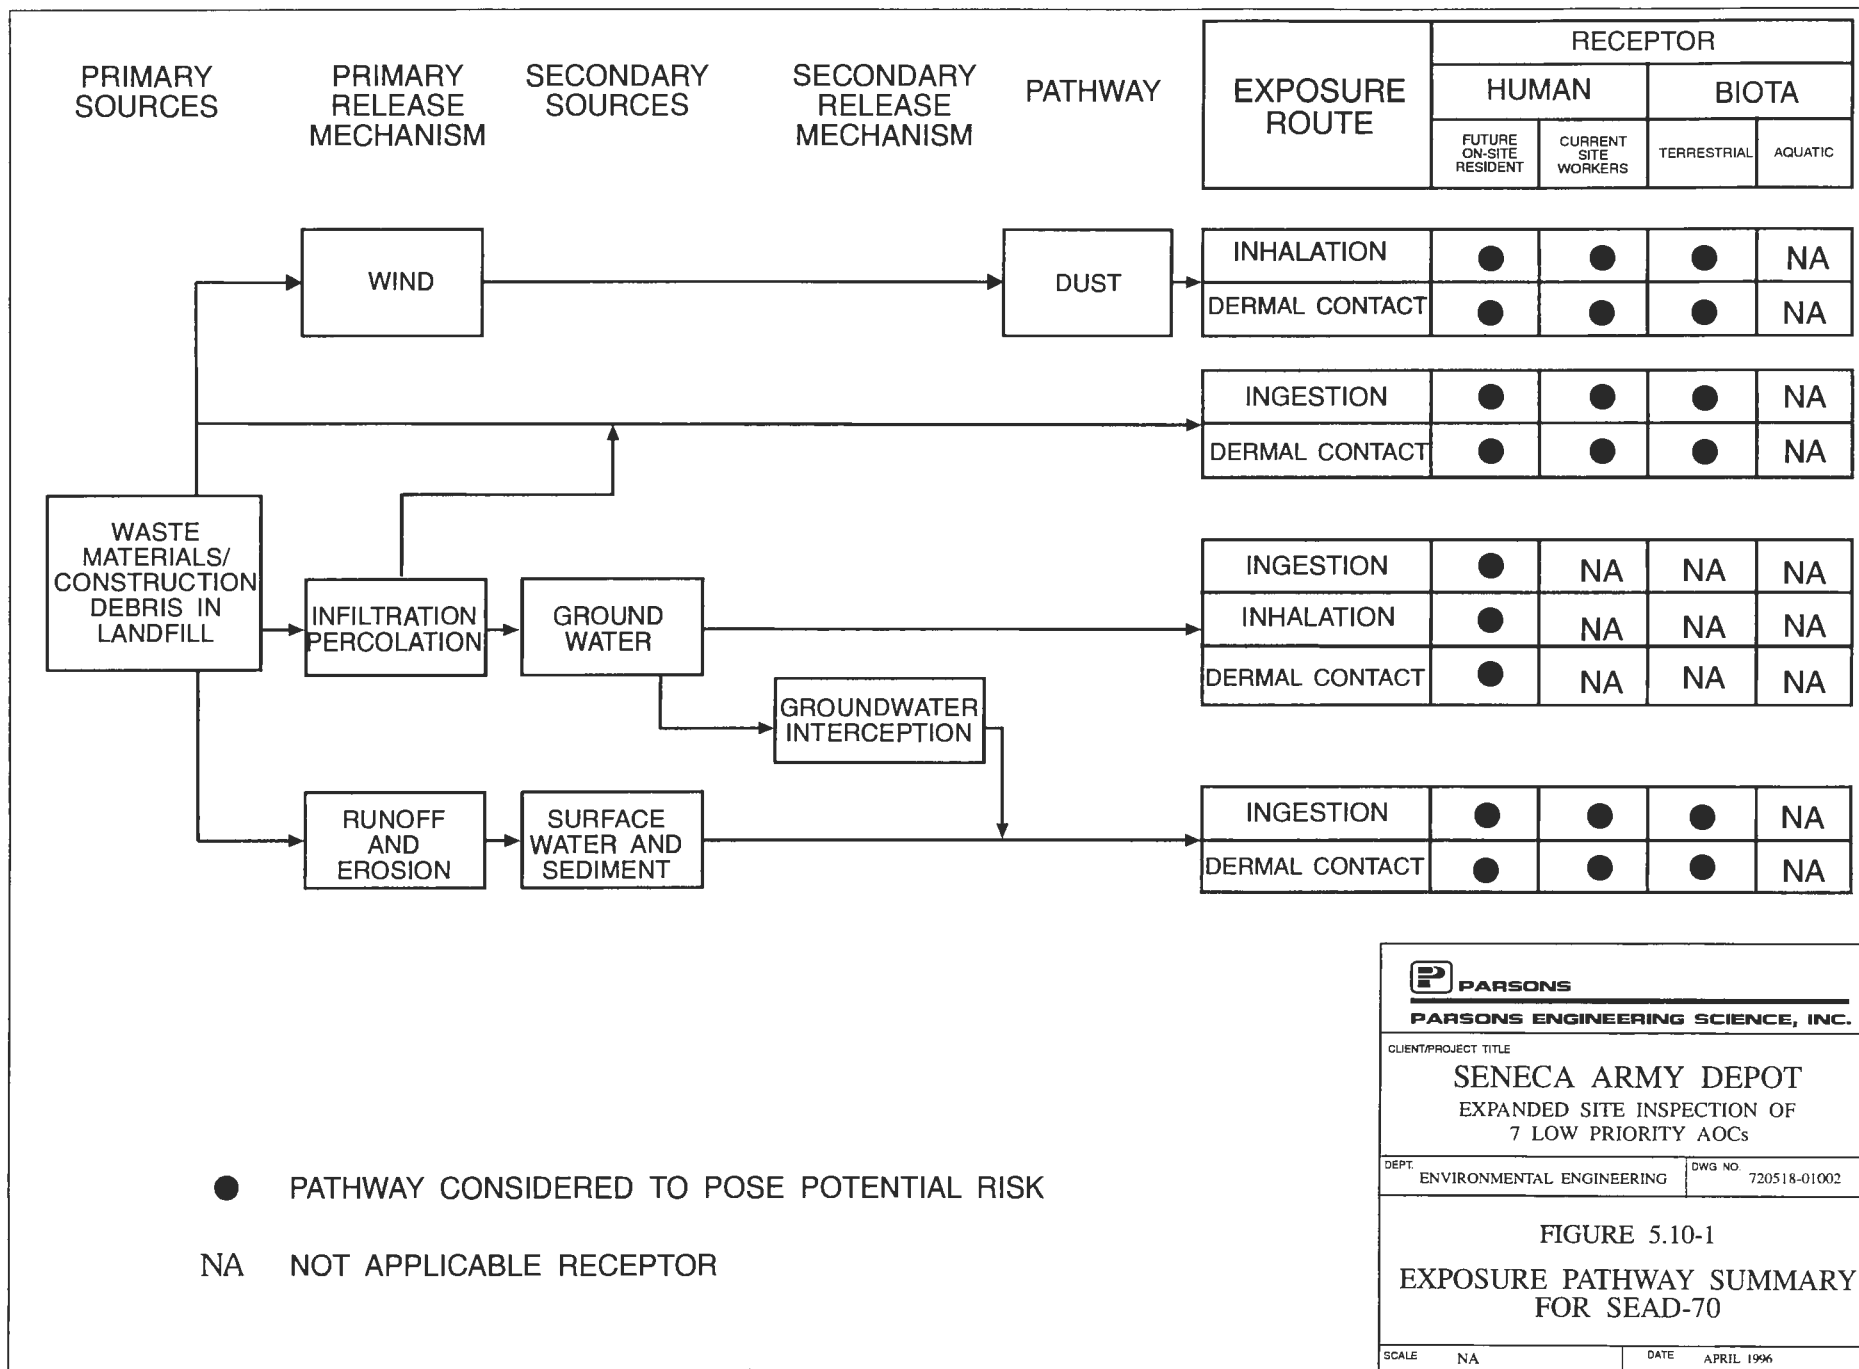 PRIMARY
SOURCES
PRIMARY
RELEASE
MECHANISM
SECONDARY
SOURCES
SECONDARY
RELEASE
MECHANISM
PATHWAY
EXPOSURE
ROUTE
RECEPTOR
HUMAN
BIOTA
FUTURE
ON-SITE
RESIDENT
CURRENT
SITE
WORKERS
TERRESTRIAL
AQUATIC
WIND
DUST
INHALATION ● ● ● NA
DERMAL CONTACT ● ● ● NA
INGESTION ● ● ● NA
DERMAL CONTACT ● ● ● NA
WASTE
MATERIALS/
CONSTRUCTION
DEBRIS IN
LANDFILL
INFILTRATION
PERCOLATION
GROUND
WATER
INGESTION ● NA NA NA
INHALATION ● NA NA NA
DERMAL CONTACT ● NA NA NA
GROUNDWATER
INTERCEPTION
RUNOFF
AND
EROSION
SURFACE
WATER AND
SEDIMENT
INGESTION ● ● ● NA
DERMAL CONTACT ● ● ● NA
● PATHWAY CONSIDERED TO POSE POTENTIAL RISK
NA NOT APPLICABLE RECEPTOR
PARSONS
PARSONS ENGINEERING SCIENCE, INC.
CLIENT/PROJECT TITLE
SENECA ARMY DEPOT
EXPANDED SITE INSPECTION OF
7 LOW PRIORITY AOCs
DEPT. ENVIRONMENTAL ENGINEERING
DWG NO. 720518-01002
FIGURE 5.10-1
EXPOSURE PATHWAY SUMMARY
FOR SEAD-70
SCALE NA
DATE APRIL 1996